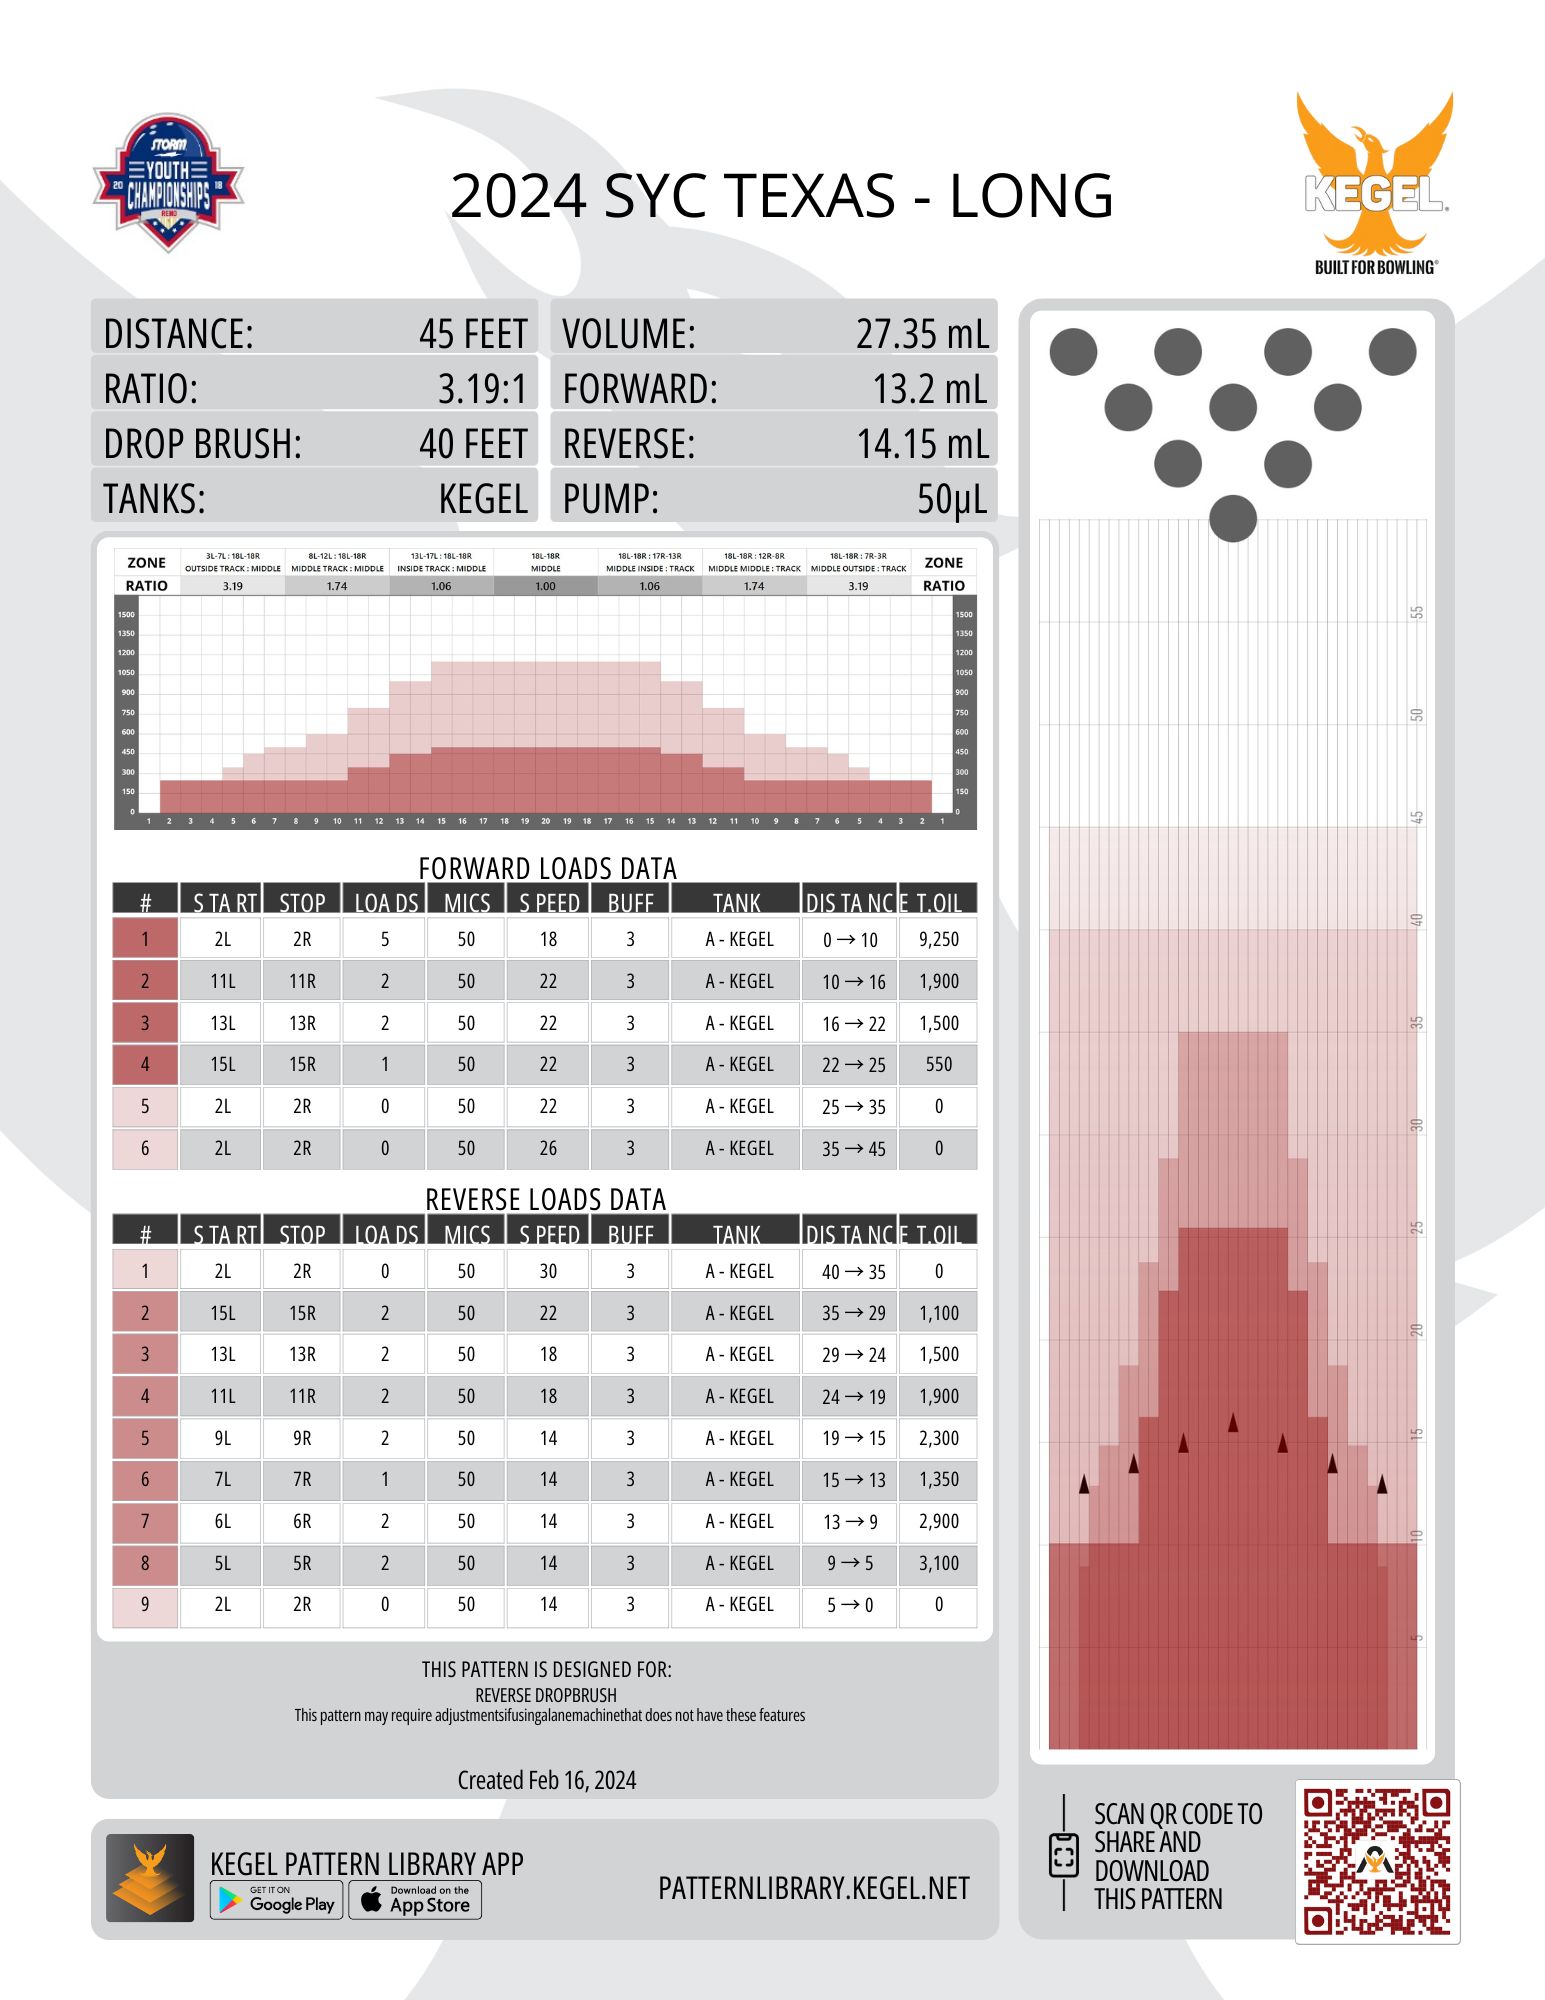 STORM
YOUTH
20 CHAMPIONSHIPS 18
RENO
2024 SYC TEXAS - LONG
KEGEL®
BUILT FOR BOWLING®
DISTANCE: 45 FEET
VOLUME: 27.35 mL
RATIO: 3.19:1
FORWARD: 13.2 mL
DROP BRUSH: 40 FEET
REVERSE: 14.15 mL
TANKS: KEGEL
PUMP: 50µL
ZONE 3L-7L : 18L-18R 8L-12L : 18L-18R 13L-17L : 18L-18R 18L-18R 18L-18R : 17R-13R 18L-18R : 12R-8R 18L-18R : 7R-3R ZONE
OUTSIDE TRACK : MIDDLE MIDDLE TRACK : MIDDLE INSIDE TRACK : MIDDLE MIDDLE MIDDLE INSIDE : TRACK MIDDLE MIDDLE : TRACK MIDDLE OUTSIDE : TRACK
RATIO 3.19 1.74 1.06 1.00 1.06 1.74 3.19 RATIO
1500 1500
1350 1350
1200 1200
1050 1050
900 900
750 750
600 600
450 450
300 300
150 150
0 0
1 2 3 4 5 6 7 8 9 10 11 12 13 14 15 16 17 18 19 20 19 18 17 16 15 14 13 12 11 10 9 8 7 6 5 4 3 2 1
FORWARD LOADS DATA
# START STOP LOADS MICS SPEED BUFF TANK DISTANCE T.OIL
1 2L 2R 5 50 18 3 A - KEGEL 0 → 10 9,250
2 11L 11R 2 50 22 3 A - KEGEL 10 → 16 1,900
3 13L 13R 2 50 22 3 A - KEGEL 16 → 22 1,500
4 15L 15R 1 50 22 3 A - KEGEL 22 → 25 550
5 2L 2R 0 50 22 3 A - KEGEL 25 → 35 0
6 2L 2R 0 50 26 3 A - KEGEL 35 → 45 0
REVERSE LOADS DATA
# START STOP LOADS MICS SPEED BUFF TANK DISTANCE T.OIL
1 2L 2R 0 50 30 3 A - KEGEL 40 → 35 0
2 15L 15R 2 50 22 3 A - KEGEL 35 → 29 1,100
3 13L 13R 2 50 18 3 A - KEGEL 29 → 24 1,500
4 11L 11R 2 50 18 3 A - KEGEL 24 → 19 1,900
5 9L 9R 2 50 14 3 A - KEGEL 19 → 15 2,300
6 7L 7R 1 50 14 3 A - KEGEL 15 → 13 1,350
7 6L 6R 2 50 14 3 A - KEGEL 13 → 9 2,900
8 5L 5R 2 50 14 3 A - KEGEL 9 → 5 3,100
9 2L 2R 0 50 14 3 A - KEGEL 5 → 0 0
THIS PATTERN IS DESIGNED FOR:
REVERSE DROPBRUSH
This pattern may require adjustmentsifusingalanemachinethat does not have these features
Created Feb 16, 2024
KEGEL PATTERN LIBRARY APP
GET IT ON
Google Play
Download on the
App Store
PATTERNLIBRARY.KEGEL.NET
55
50
45
40
35
30
25
20
15
10
5
SCAN QR CODE TO
SHARE AND
DOWNLOAD
THIS PATTERN